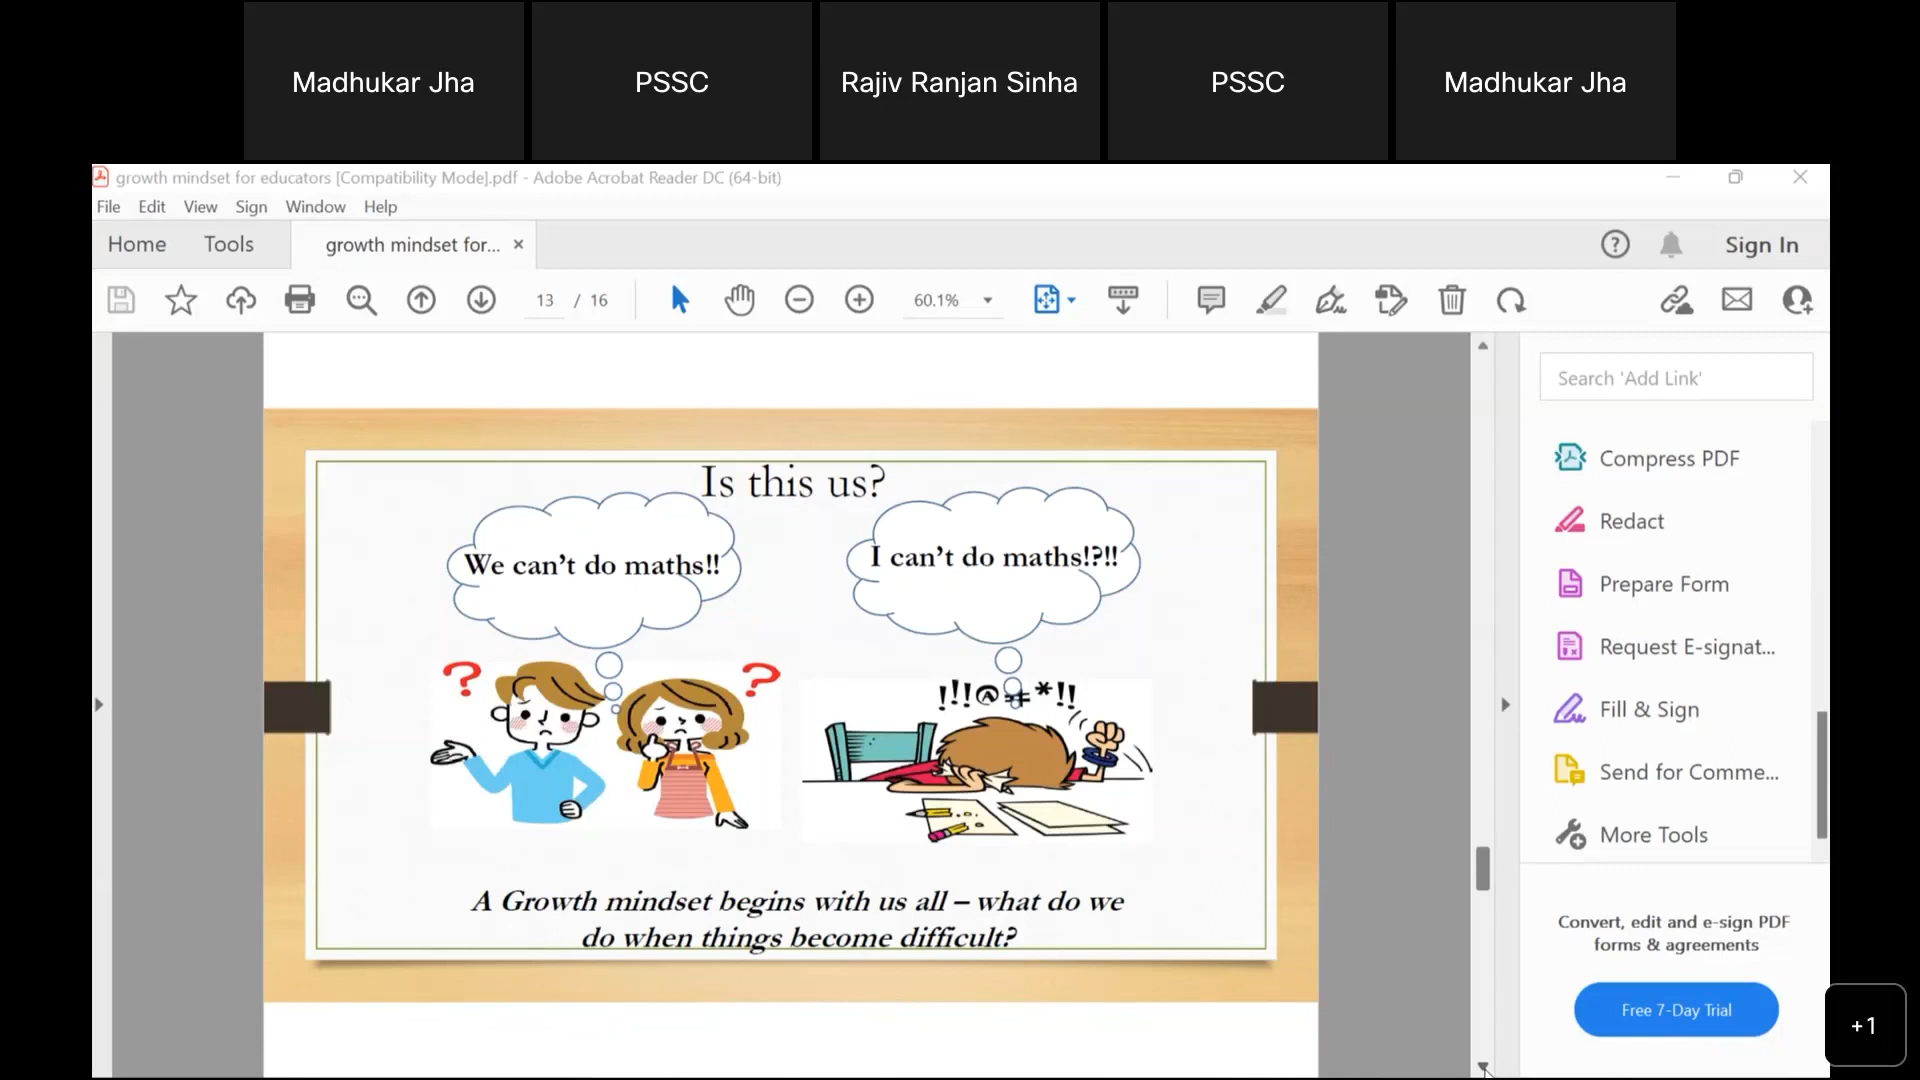 Madhukar Jha
PSSC
Rajiv Ranjan Sinha
PSSC
Madhukar Jha
growth mindset for educators [Compatibility Mode].pdf - Adobe Acrobat Reader DC (64-bit)
File Edit View Sign Window Help
Home Tools growth mindset for... × Sign In
13 / 16 60.1%
Is this us?
We can't do maths!!
I can't do maths!?!!
? ?
!!!@#*!!
A Growth mindset begins with us all – what do we
do when things become difficult?
Search 'Add Link'
Compress PDF
Redact
Prepare Form
Request E-signat...
Fill & Sign
Send for Comme...
More Tools
Convert, edit and e-sign PDF
forms & agreements
Free 7-Day Trial
+1